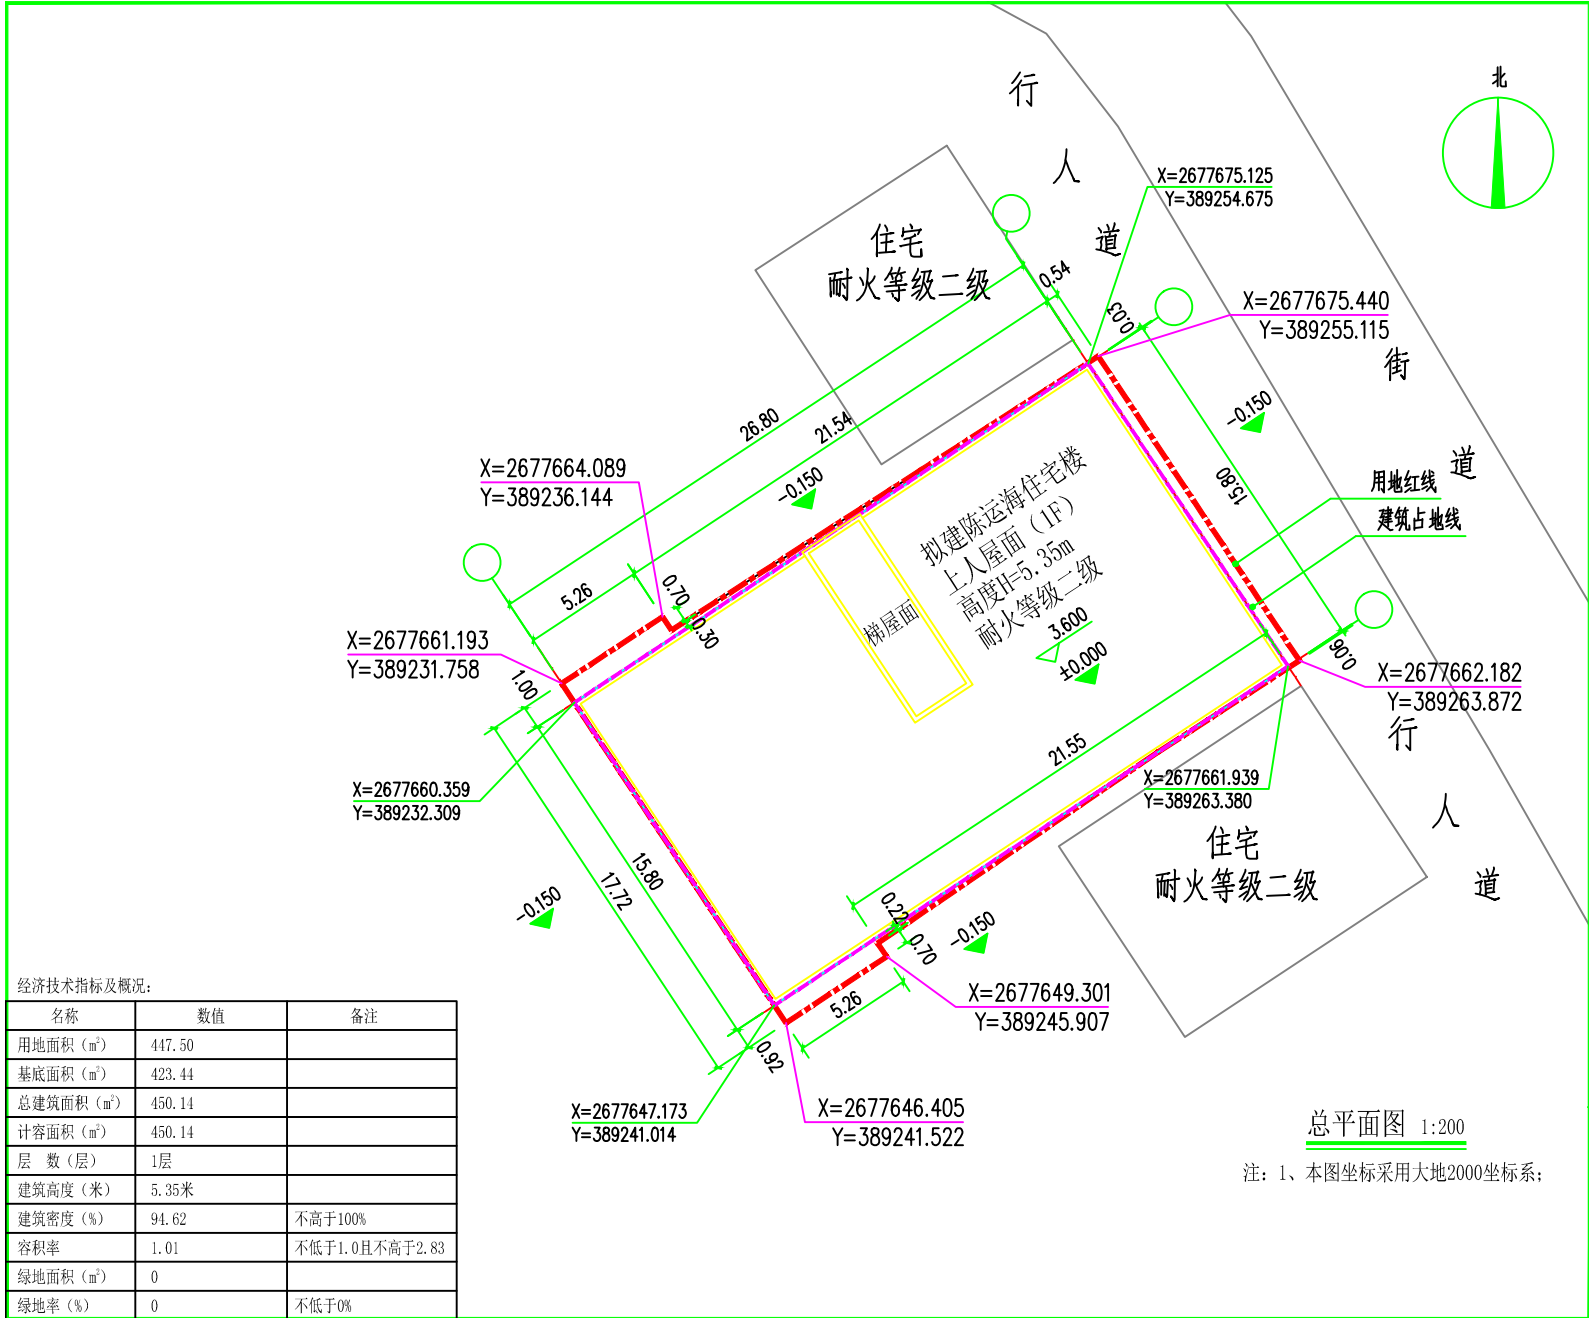 北
行
人
道
X=2677675.125
Y=389254.675
住宅
耐火等级二级
0.54
0.03
X=2677675.440
Y=389255.115
街
道
26.80
21.54
-0.150
-0.150
15.80
用地红线
建筑占地线
X=2677664.089
Y=389236.144
拟建陈运海住宅楼
上人屋面（1F）
高度H=5.35m
耐火等级二级
梯屋面
3.600
±0.000
5.26
0.70
0.30
X=2677661.193
Y=389231.758
1.00
0.06
X=2677662.182
Y=389263.872
行
人
道
21.55
X=2677660.359
Y=389232.309
X=2677661.939
Y=389263.380
住宅
耐火等级二级
15.80
17.72
-0.150
0.22
0.70
-0.150
5.26
X=2677649.301
Y=389245.907
0.92
X=2677647.173
Y=389241.014
X=2677646.405
Y=389241.522
总平面图 1:200
注：1、本图坐标采用大地2000坐标系；
经济技术指标及概况：
名称 数值 备注
用地面积（m²） 447.50
基底面积（m²） 423.44
总建筑面积（m²） 450.14
计容面积（m²） 450.14
层 数（层） 1层
建筑高度（米） 5.35米
建筑密度（%） 94.62 不高于100%
容积率 1.01 不低于1.0且不高于2.83
绿地面积（m²） 0
绿地率（%） 0 不低于0%